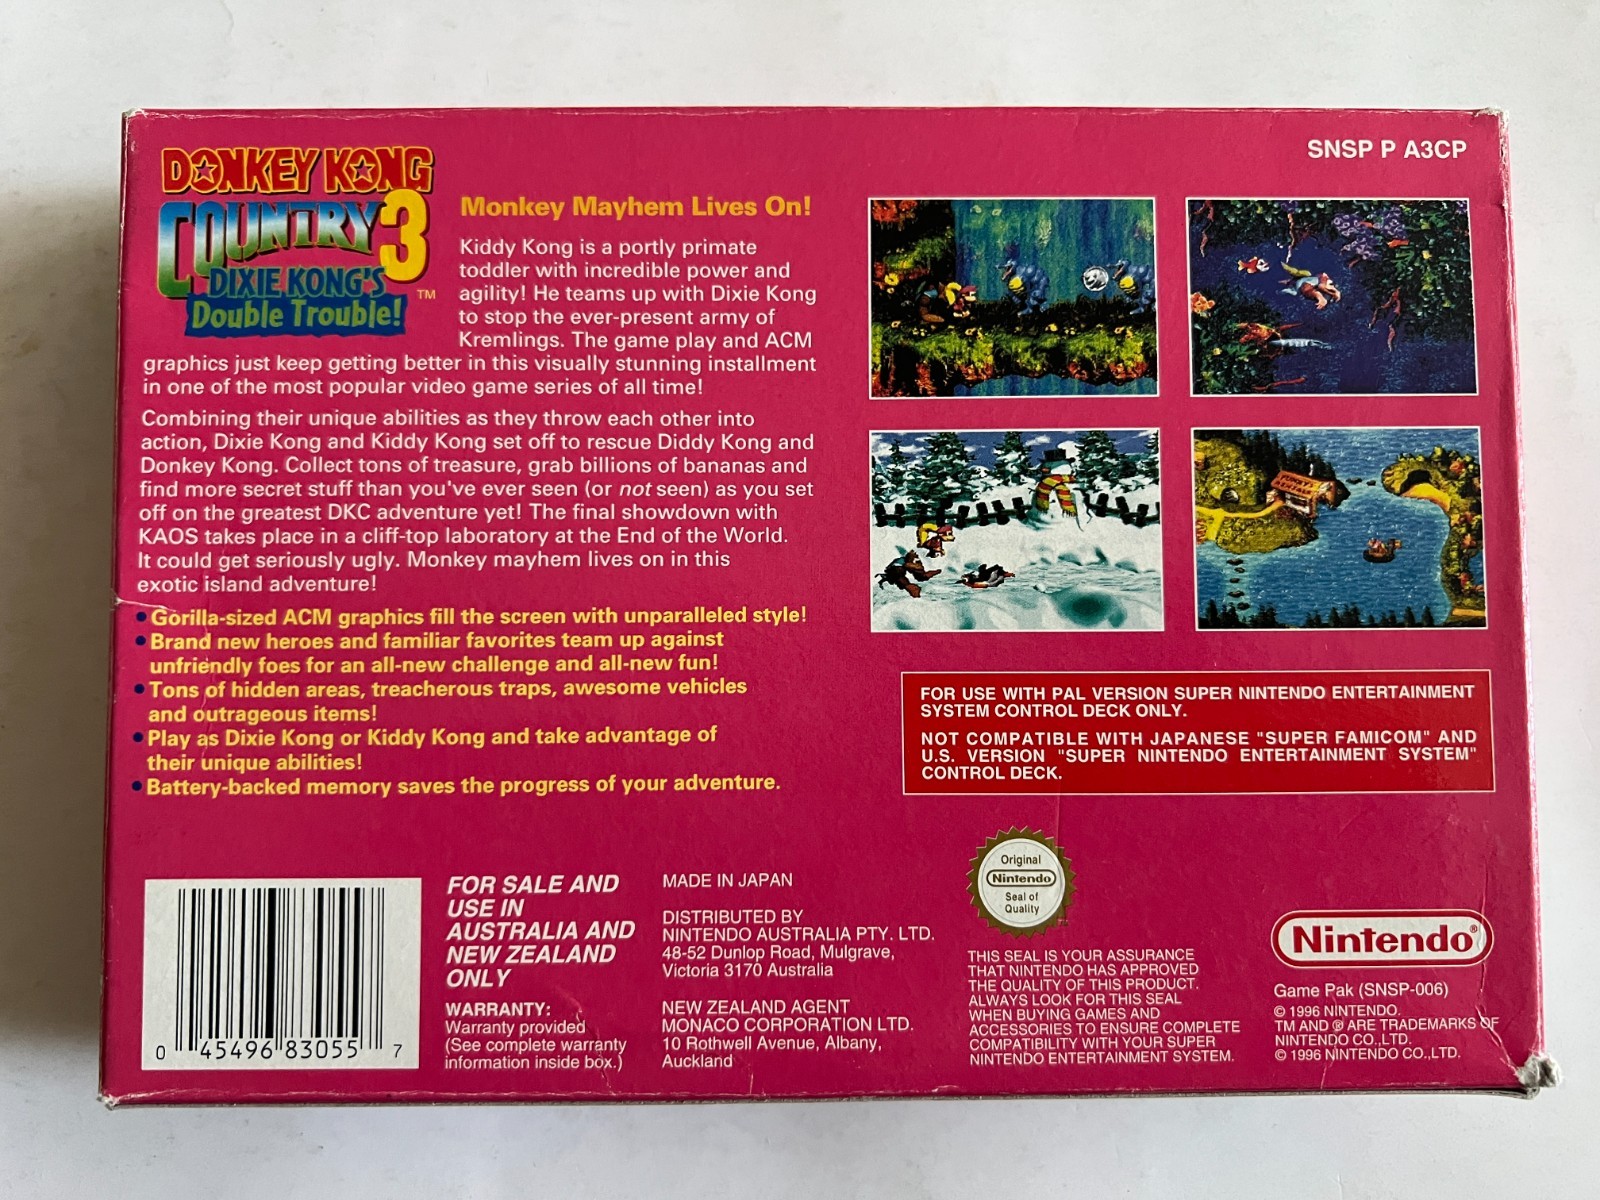 SNSP P A3CP
DONKEY KONG
COUNTRY 3
DIXIE KONG'S
Double Trouble!
TM
Monkey Mayhem Lives On!
Kiddy Kong is a portly primate
toddler with incredible power and
agility! He teams up with Dixie Kong
to stop the ever-present army of
Kremlings. The game play and ACM
graphics just keep getting better in this visually stunning installment
in one of the most popular video game series of all time!
Combining their unique abilities as they throw each other into
action, Dixie Kong and Kiddy Kong set off to rescue Diddy Kong and
Donkey Kong. Collect tons of treasure, grab billions of bananas and
find more secret stuff than you've ever seen (or not seen) as you set
off on the greatest DKC adventure yet! The final showdown with
KAOS takes place in a cliff-top laboratory at the End of the World.
It could get seriously ugly. Monkey mayhem lives on in this
exotic island adventure!
• Gorilla-sized ACM graphics fill the screen with unparalleled style!
• Brand new heroes and familiar favorites team up against
unfriendly foes for an all-new challenge and all-new fun!
• Tons of hidden areas, treacherous traps, awesome vehicles
and outrageous items!
• Play as Dixie Kong or Kiddy Kong and take advantage of
their unique abilities!
• Battery-backed memory saves the progress of your adventure.
FOR USE WITH PAL VERSION SUPER NINTENDO ENTERTAINMENT
SYSTEM CONTROL DECK ONLY.
NOT COMPATIBLE WITH JAPANESE "SUPER FAMICOM" AND
U.S. VERSION "SUPER NINTENDO ENTERTAINMENT SYSTEM"
CONTROL DECK.
0 45496 83055 7
FOR SALE AND
USE IN
AUSTRALIA AND
NEW ZEALAND
ONLY
WARRANTY:
Warranty provided
(See complete warranty
information inside box.)
MADE IN JAPAN
DISTRIBUTED BY
NINTENDO AUSTRALIA PTY. LTD.
48-52 Dunlop Road, Mulgrave,
Victoria 3170 Australia
NEW ZEALAND AGENT
MONACO CORPORATION LTD.
10 Rothwell Avenue, Albany,
Auckland
Original
Nintendo
Seal of
Quality
THIS SEAL IS YOUR ASSURANCE
THAT NINTENDO HAS APPROVED
THE QUALITY OF THIS PRODUCT.
ALWAYS LOOK FOR THIS SEAL
WHEN BUYING GAMES AND
ACCESSORIES TO ENSURE COMPLETE
COMPATIBILITY WITH YOUR SUPER
NINTENDO ENTERTAINMENT SYSTEM.
Nintendo®
Game Pak (SNSP-006)
© 1996 NINTENDO.
TM AND ® ARE TRADEMARKS OF
NINTENDO CO.,LTD.
© 1996 NINTENDO CO.,LTD.